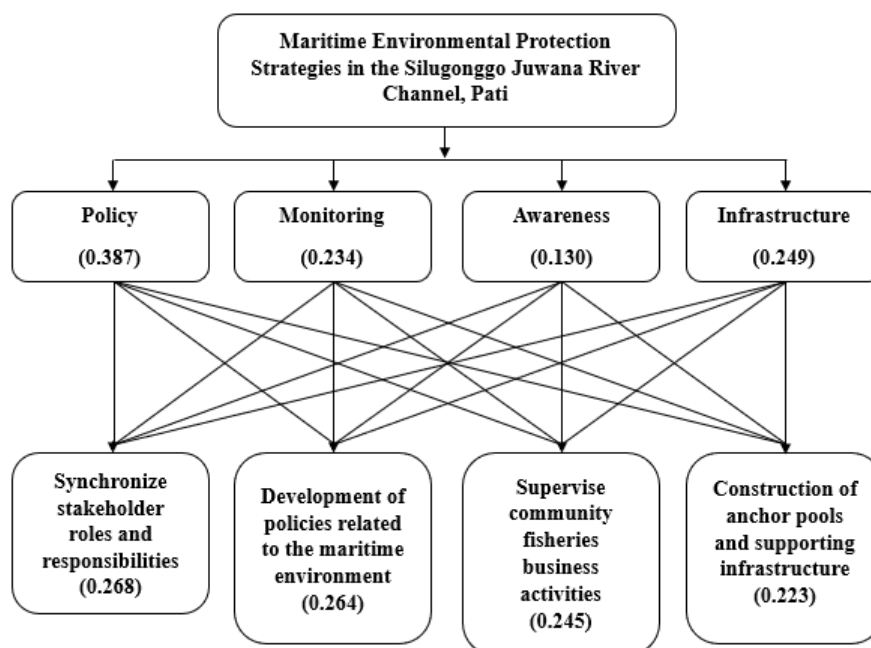 Maritime Environmental Protection
Strategies in the Silugonggo Juwana River
Channel, Pati
Policy
(0.387)
Monitoring
(0.234)
Awareness
(0.130)
Infrastructure
(0.249)
Synchronize
stakeholder
roles and
responsibilities
(0.268)
Development of
policies related
to the maritime
environment
(0.264)
Supervise
community
fisheries
business
activities
(0.245)
Construction of
anchor pools
and supporting
infrastructure
(0.223)